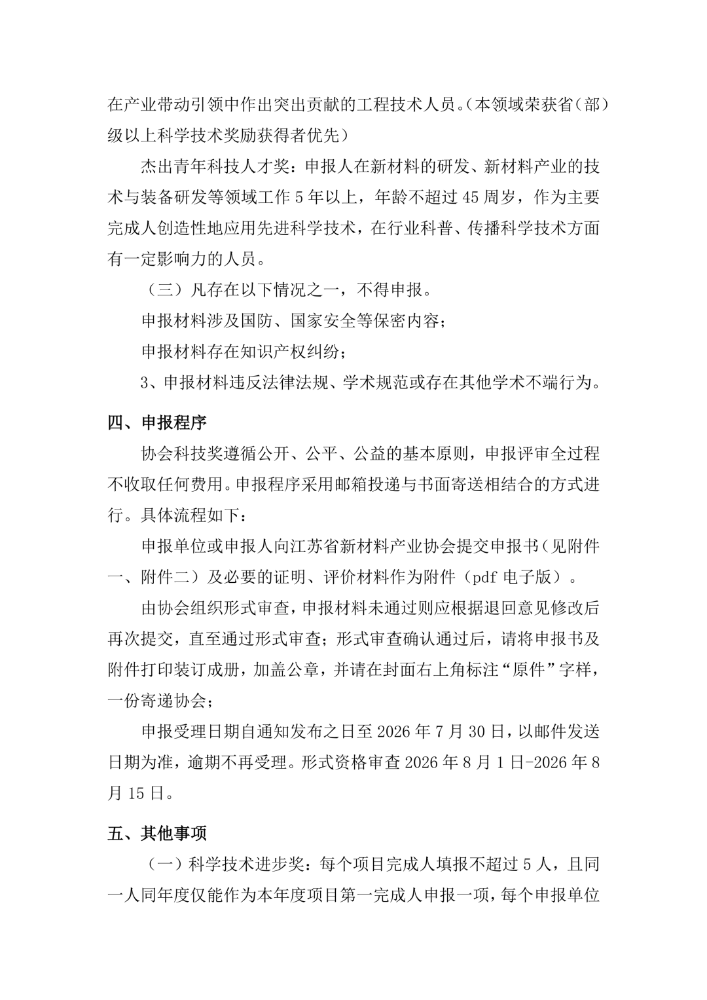 在产业带动引领中作出突出贡献的工程技术人员。（本领域荣获省（部）
级以上科学技术奖励获得者优先）
杰出青年科技人才奖：申报人在新材料的研发、新材料产业的技
术与装备研发等领域工作 5 年以上，年龄不超过 45 周岁，作为主要
完成人创造性地应用先进科学技术，在行业科普、传播科学技术方面
有一定影响力的人员。
（三）凡存在以下情况之一，不得申报。
申报材料涉及国防、国家安全等保密内容；
申报材料存在知识产权纠纷；
3、申报材料违反法律法规、学术规范或存在其他学术不端行为。
四、申报程序
协会科技奖遵循公开、公平、公益的基本原则，申报评审全过程
不收取任何费用。申报程序采用邮箱投递与书面寄送相结合的方式进
行。具体流程如下：
申报单位或申报人向江苏省新材料产业协会提交申报书（见附件
一、附件二）及必要的证明、评价材料作为附件（pdf 电子版）。
由协会组织形式审查，申报材料未通过则应根据退回意见修改后
再次提交，直至通过形式审查；形式审查确认通过后，请将申报书及
附件打印装订成册，加盖公章，并请在封面右上角标注“原件”字样，
一份寄递协会；
申报受理日期自通知发布之日至 2026 年 7 月 30 日，以邮件发送
日期为准，逾期不再受理。形式资格审查 2026 年 8 月 1 日-2026 年 8
月 15 日。
五、其他事项
（一）科学技术进步奖：每个项目完成人填报不超过 5 人，且同
一人同年度仅能作为本年度项目第一完成人申报一项，每个申报单位